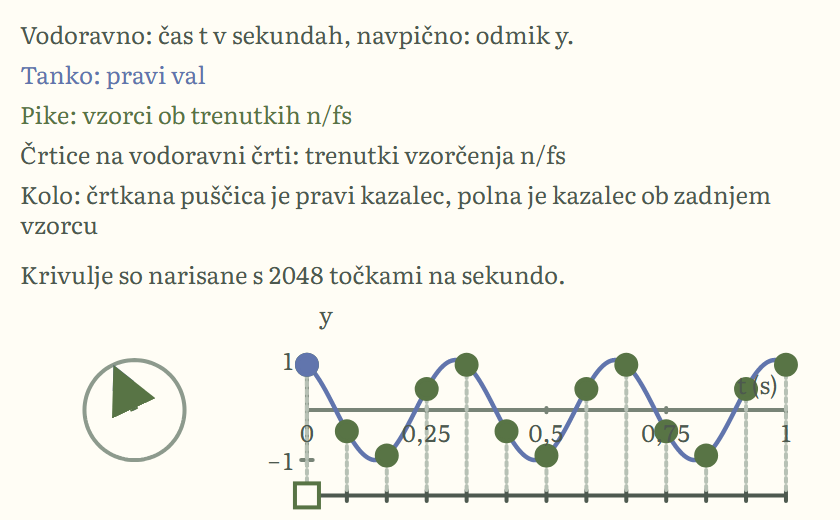 Vodoravno: čas t v sekundah, navpično: odmik y.
Tanko: pravi val
Pike: vzorci ob trenutkih n/fs
Črtice na vodoravni črti: trenutki vzorčenja n/fs
Kolo: črtkana puščica je pravi kazalec, polna je kazalec ob zadnjem
vzorcu
Krivulje so narisane s 2048 točkami na sekundo.
y
1
t (s)
0 0,25 0,5 0,75 1
−1